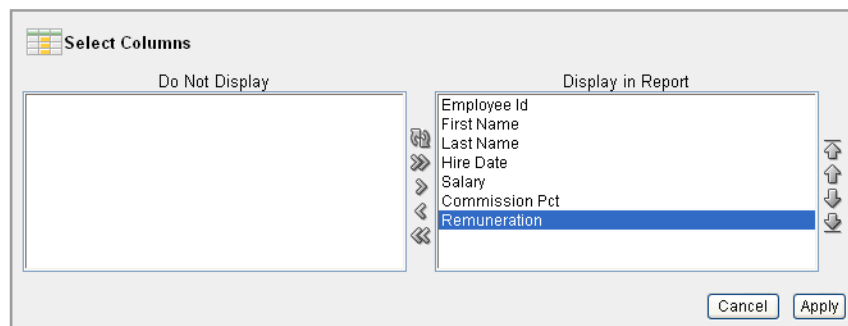 Select Columns
Do Not Display
Display in Report
Employee Id
First Name
Last Name
Hire Date
Salary
Commission Pct
Remuneration
Cancel
Apply